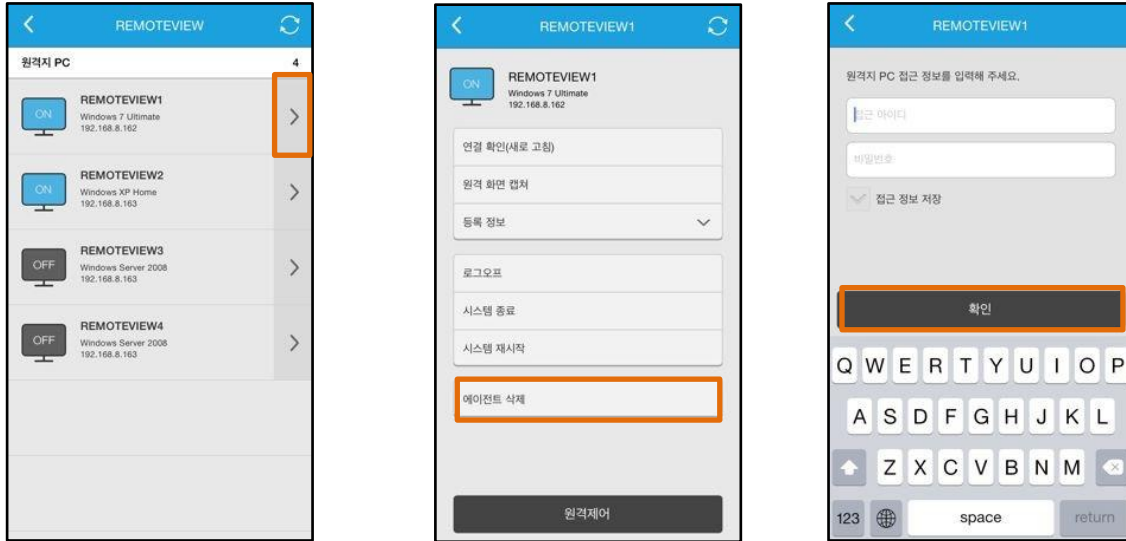 REMOTEVIEW
원격지 PC 4
ON
REMOTEVIEW1
Windows 7 Ultimate
192.168.8.162
ON
REMOTEVIEW2
Windows XP Home
192.168.8.163
OFF
REMOTEVIEW3
Windows Server 2008
192.168.8.163
OFF
REMOTEVIEW4
Windows Server 2008
192.168.8.163
REMOTEVIEW1
ON
REMOTEVIEW1
Windows 7 Ultimate
192.168.8.162
연결 확인(새로 고침)
원격 화면 캡쳐
등록 정보
로그오프
시스템 종료
시스템 재시작
에이전트 삭제
원격제어
REMOTEVIEW1
원격지 PC 접근 정보를 입력해 주세요.
접근 아이디
비밀번호
접근 정보 저장
확인
Q W E R T Y U I O P
A S D F G H J K L
Z X C V B N M
123 space return